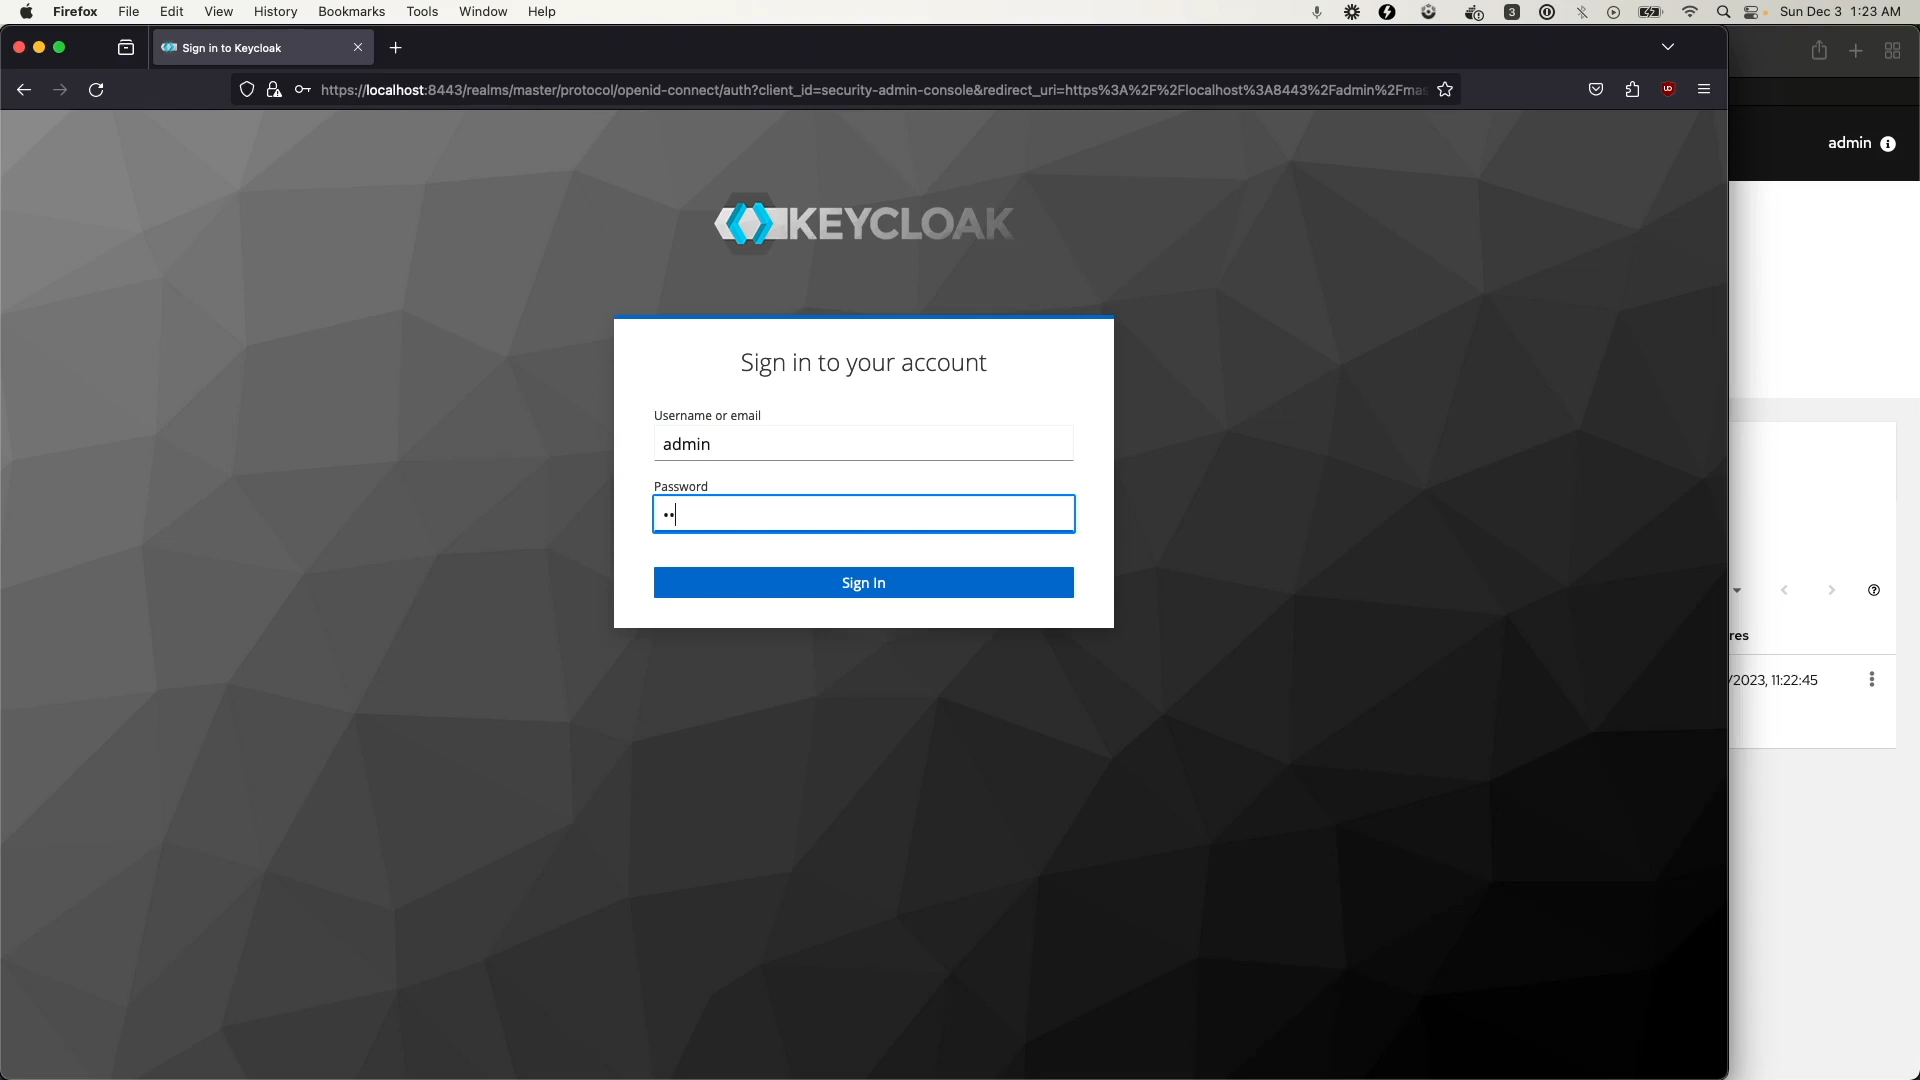 Firefox File Edit View History Bookmarks Tools Window Help 3 Sun Dec 3 1:23 AM
Sign in to Keycloak
https://localhost:8443/realms/master/protocol/openid-connect/auth?client_id=security-admin-console&redirect_uri=https%3A%2F%2Flocalhost%3A8443%2Fadmin%2Fmas
admin
KEYCLOAK
Sign in to your account
Username or email
admin
Password
••
Sign In
res
/2023, 11:22:45